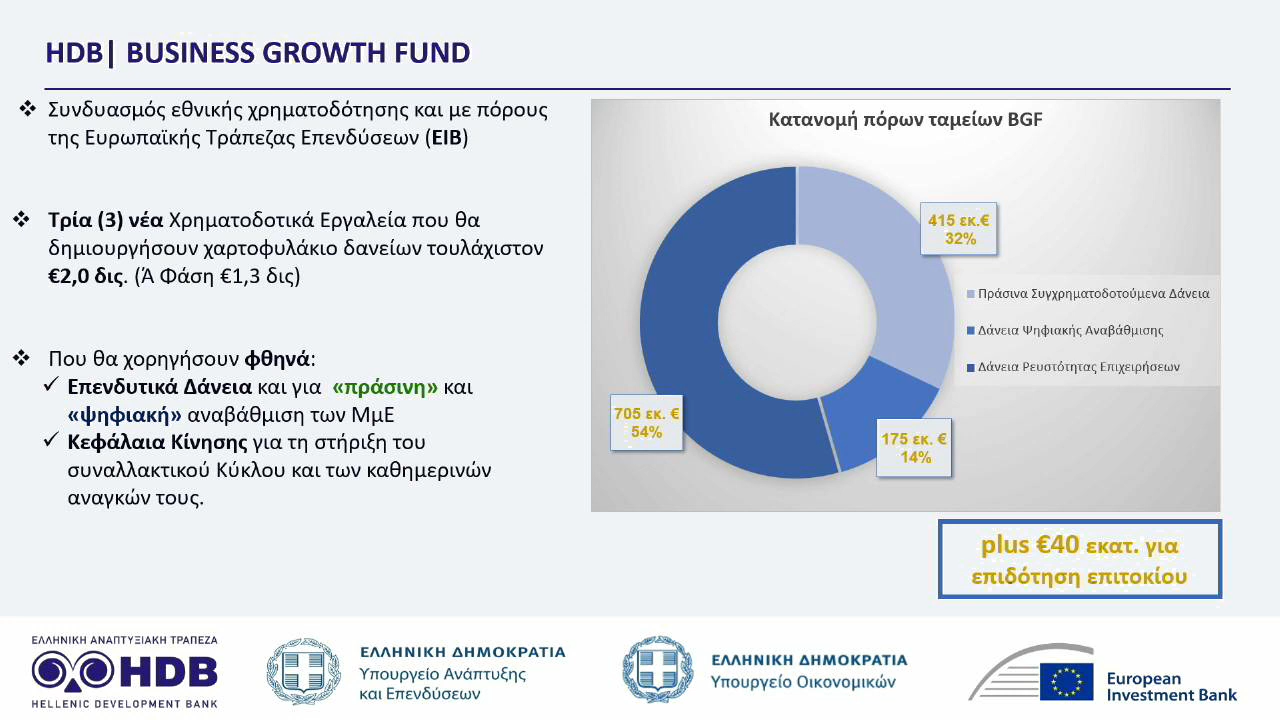 HDB| BUSINESS GROWTH FUND
❖ Συνδυασμός εθνικής χρηματοδότησης και με πόρους
της Ευρωπαϊκής Τράπεζας Επενδύσεων (EIB)
❖ Τρία (3) νέα Χρηματοδοτικά Εργαλεία που θα
δημιουργήσουν χαρτοφυλάκιο δανείων τουλάχιστον
€2,0 δις. (Ά Φάση €1,3 δις)
❖ Που θα χορηγήσουν φθηνά:
✓ Επενδυτικά Δάνεια και για «πράσινη» και
«ψηφιακή» αναβάθμιση των ΜμΕ
✓ Κεφάλαια Κίνησης για τη στήριξη του
συναλλακτικού Κύκλου και των καθημερινών
αναγκών τους.
Κατανομή πόρων ταμείων BGF
415 εκ.€
32%
Πράσινα Συγχρηματοδοτούμενα Δάνεια
Δάνεια Ψηφιακής Αναβάθμισης
Δάνεια Ρευστότητας Επιχειρήσεων
705 εκ. €
54%
175 εκ. €
14%
plus €40 εκατ. για
επιδότηση επιτοκίου
ΕΛΛΗΝΙΚΗ ΑΝΑΠΤΥΞΙΑΚΗ ΤΡΑΠΕΖΑ
HDB
HELLENIC DEVELOPMENT BANK
ΕΛΛΗΝΙΚΗ ΔΗΜΟΚΡΑΤΙΑ
Υπουργείο Ανάπτυξης
και Επενδύσεων
ΕΛΛΗΝΙΚΗ ΔΗΜΟΚΡΑΤΙΑ
Υπουργείο Οικονομικών
European
Investment Bank